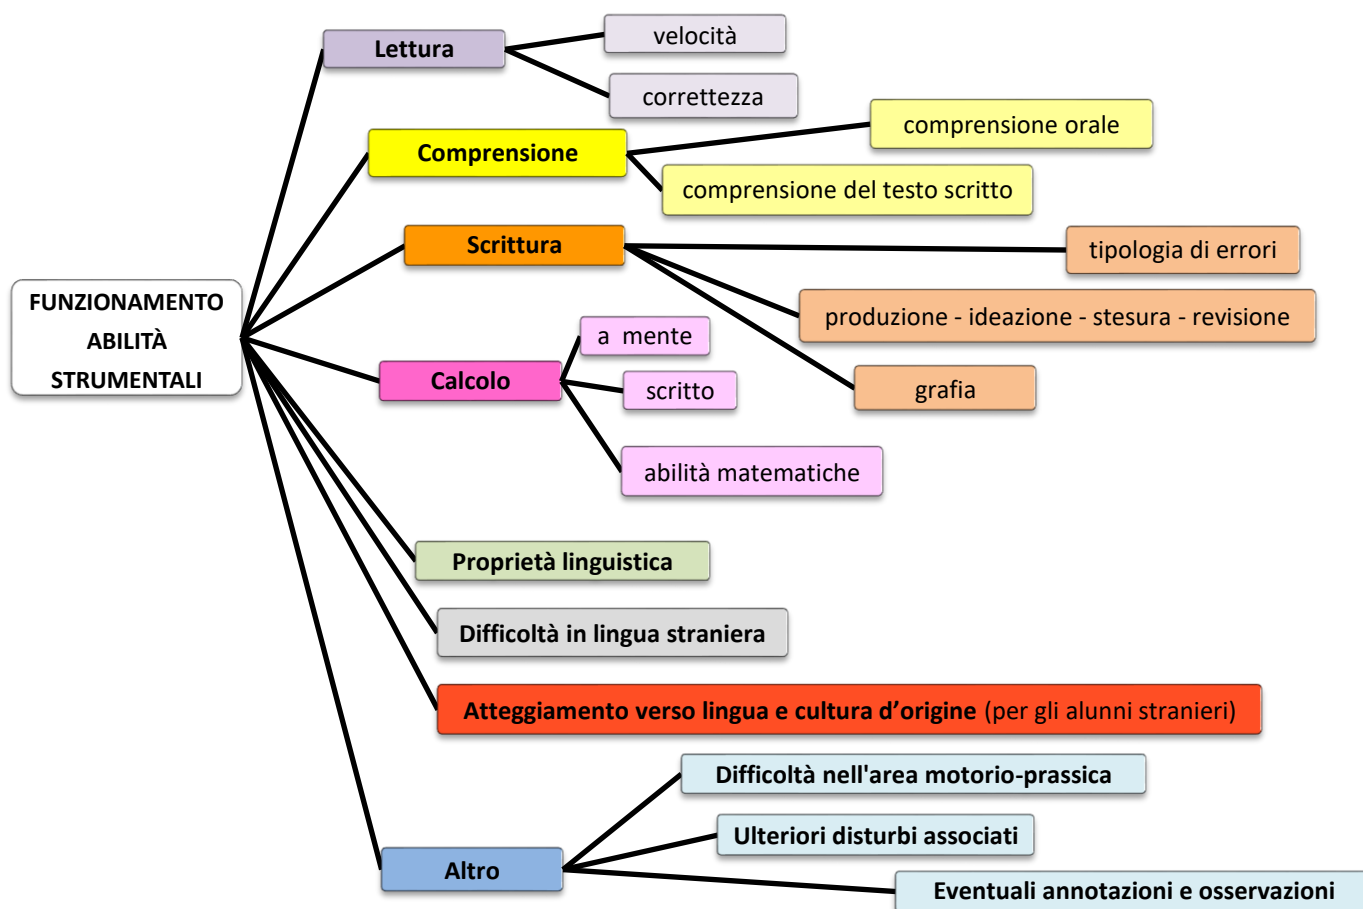 velocità
Lettura
correttezza
comprensione orale
Comprensione
comprensione del testo scritto
Scrittura
tipologia di errori
produzione - ideazione - stesura - revisione
grafia
FUNZIONAMENTO
ABILITÀ
STRUMENTALI
a mente
Calcolo
scritto
abilità matematiche
Proprietà linguistica
Difficoltà in lingua straniera
Atteggiamento verso lingua e cultura d’origine (per gli alunni stranieri)
Difficoltà nell'area motorio-prassica
Ulteriori disturbi associati
Altro
Eventuali annotazioni e osservazioni